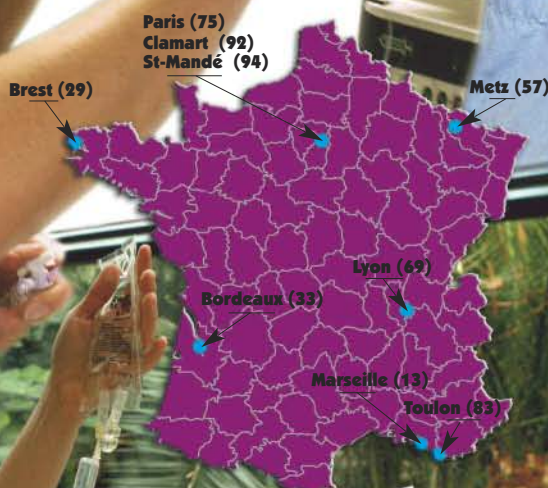 Paris (75)
Clamart (92)
St-Mandé (94)
Brest (29)
Metz (57)
Lyon (69)
Bordeaux (33)
Marseille (13)
Toulon (83)